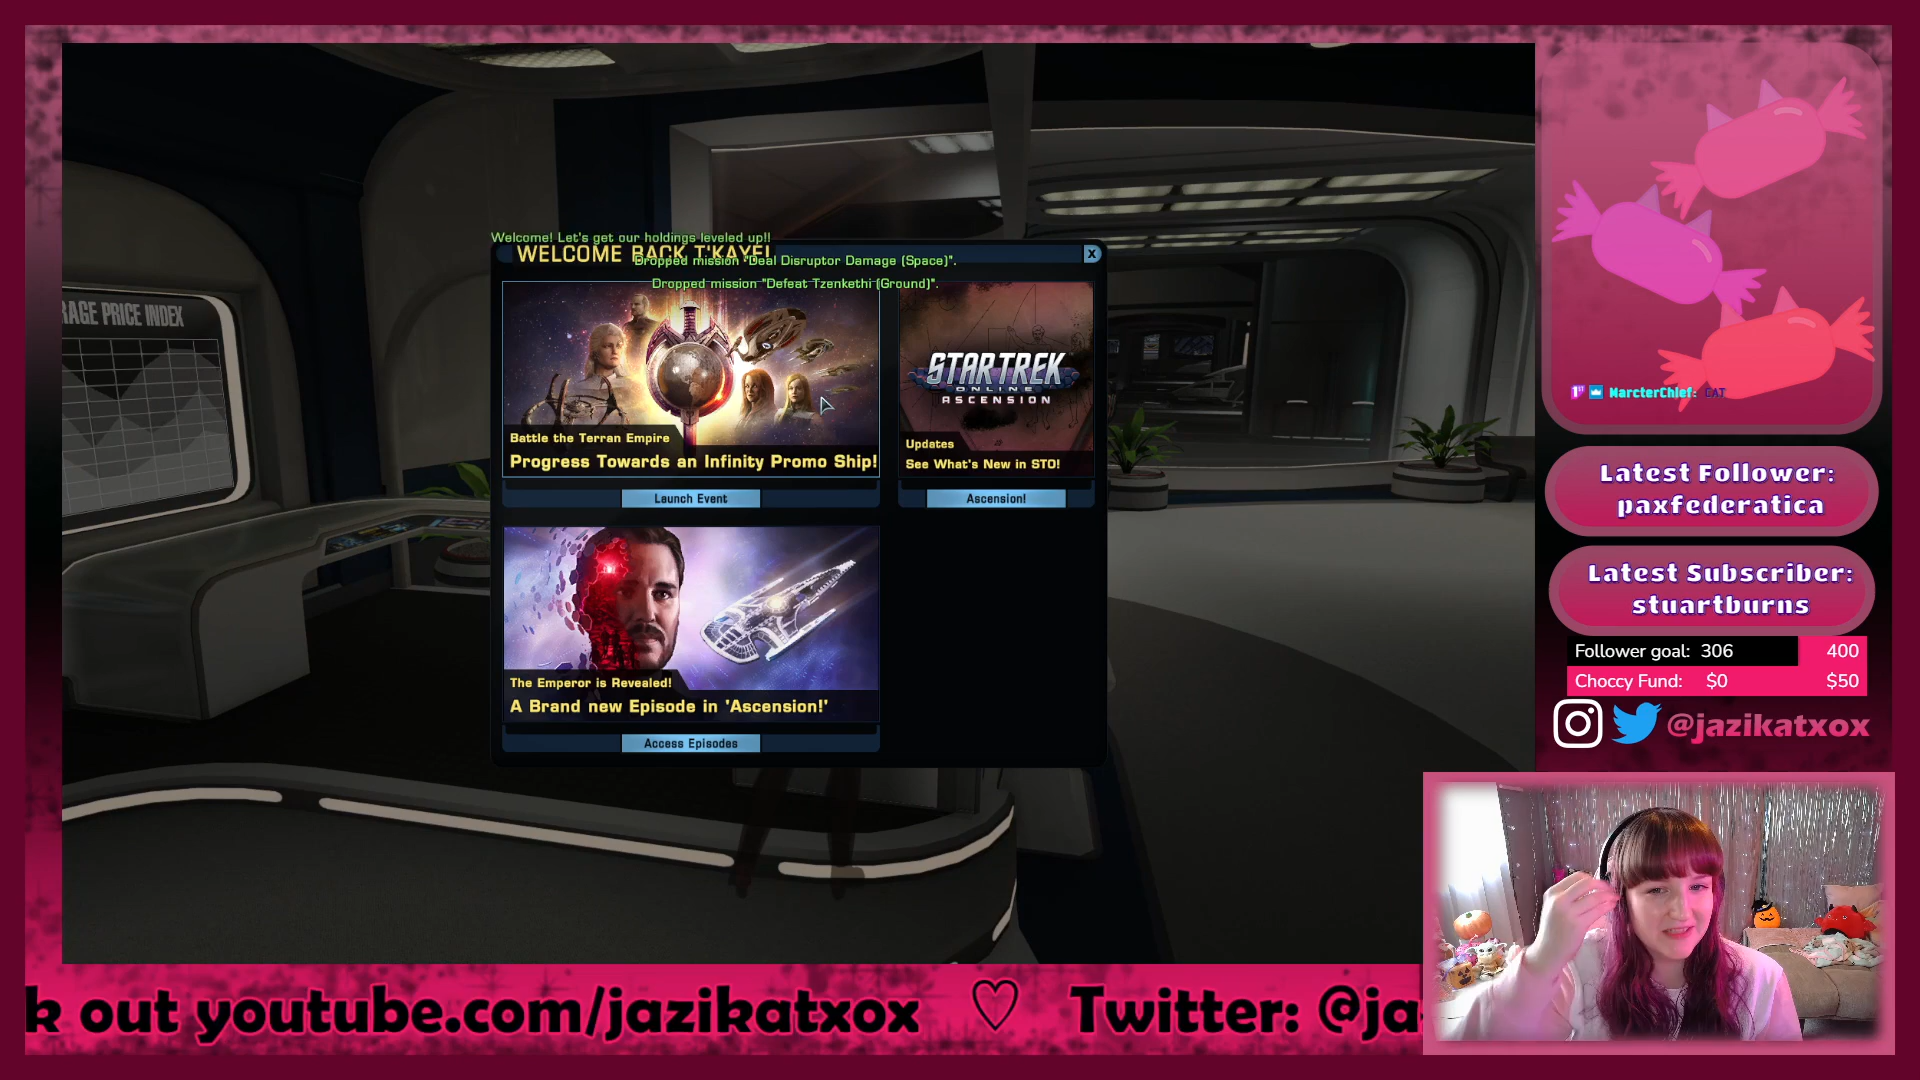 RAGE PRICE INDEX
Welcome! Let's get our holdings leveled up!!
WELCOME BACK T'KAYEL
Dropped mission "Deal Disruptor Damage (Space)".
Dropped mission "Defeat Tzenkethi (Ground)".
X
Battle the Terran Empire
Progress Towards an Infinity Promo Ship!
Launch Event
STAR TREK
ONLINE
ASCENSION
Updates
See What's New in STO!
Ascension!
The Emperor is Revealed!
A Brand new Episode in 'Ascension!'
Access Episodes
MarcterChief: CAT
Latest Follower:
paxfederatica
Latest Subscriber:
stuartburns
Follower goal: 306 400
Choccy Fund: $0 $50
@jazikatxox
k out youtube.com/jazikatxox ♡ Twitter: @ja